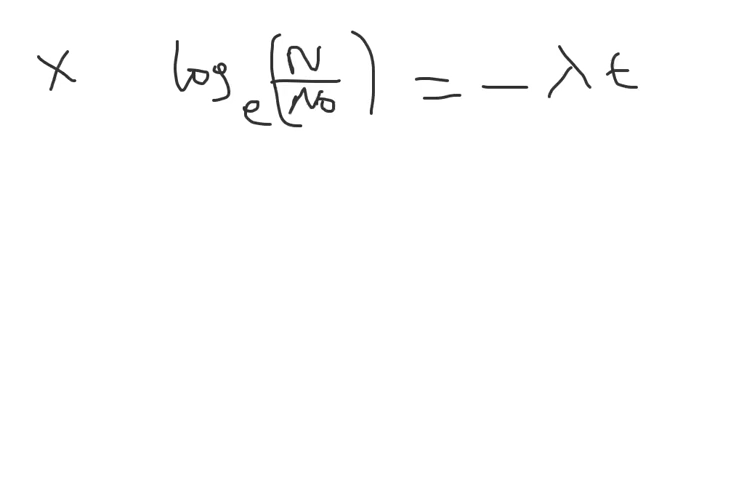 x log_e(N/N₀) = -λt